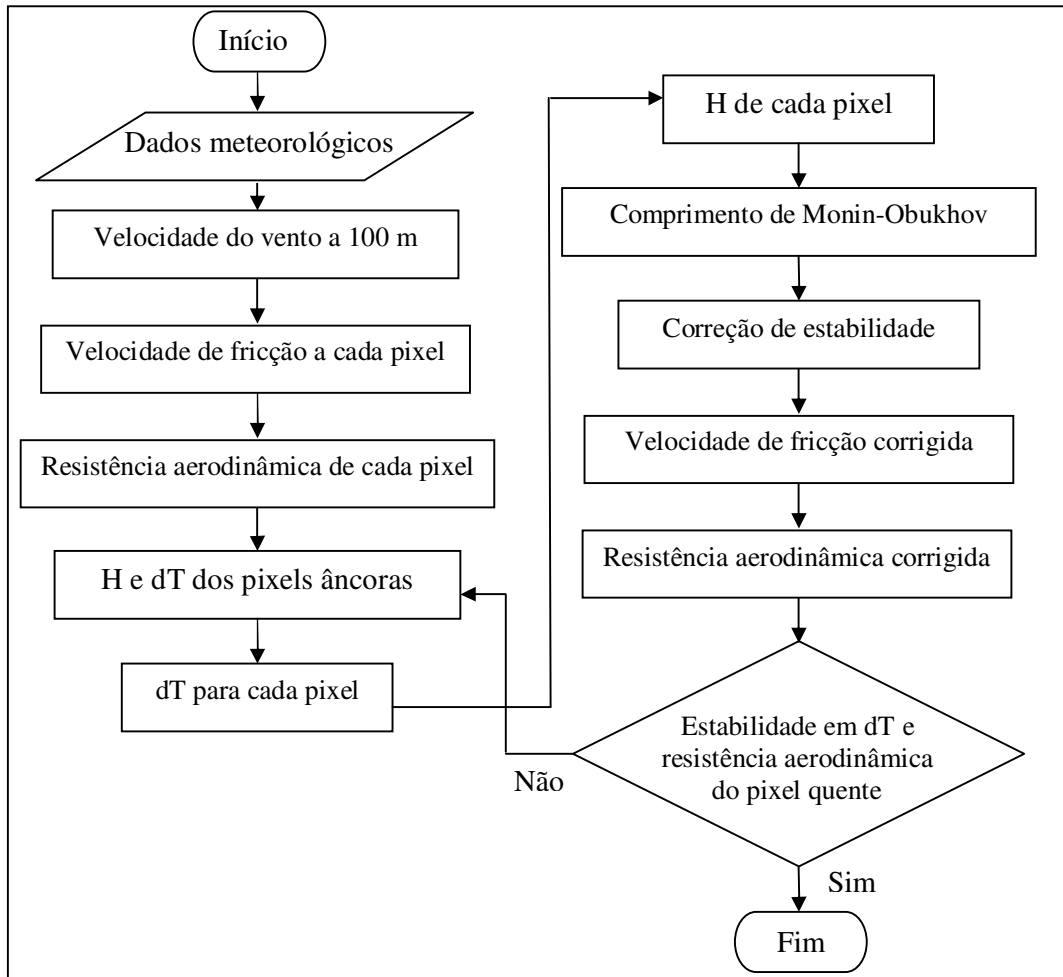 Início
Dados meteorológicos
Velocidade do vento a 100 m
Velocidade de fricção a cada pixel
Resistência aerodinâmica de cada pixel
H e dT dos pixels âncoras
dT para cada pixel
H de cada pixel
Comprimento de Monin-Obukhov
Correção de estabilidade
Velocidade de fricção corrigida
Resistência aerodinâmica corrigida
Estabilidade em dT e
resistência aerodinâmica
do pixel quente
Não
Sim
Fim